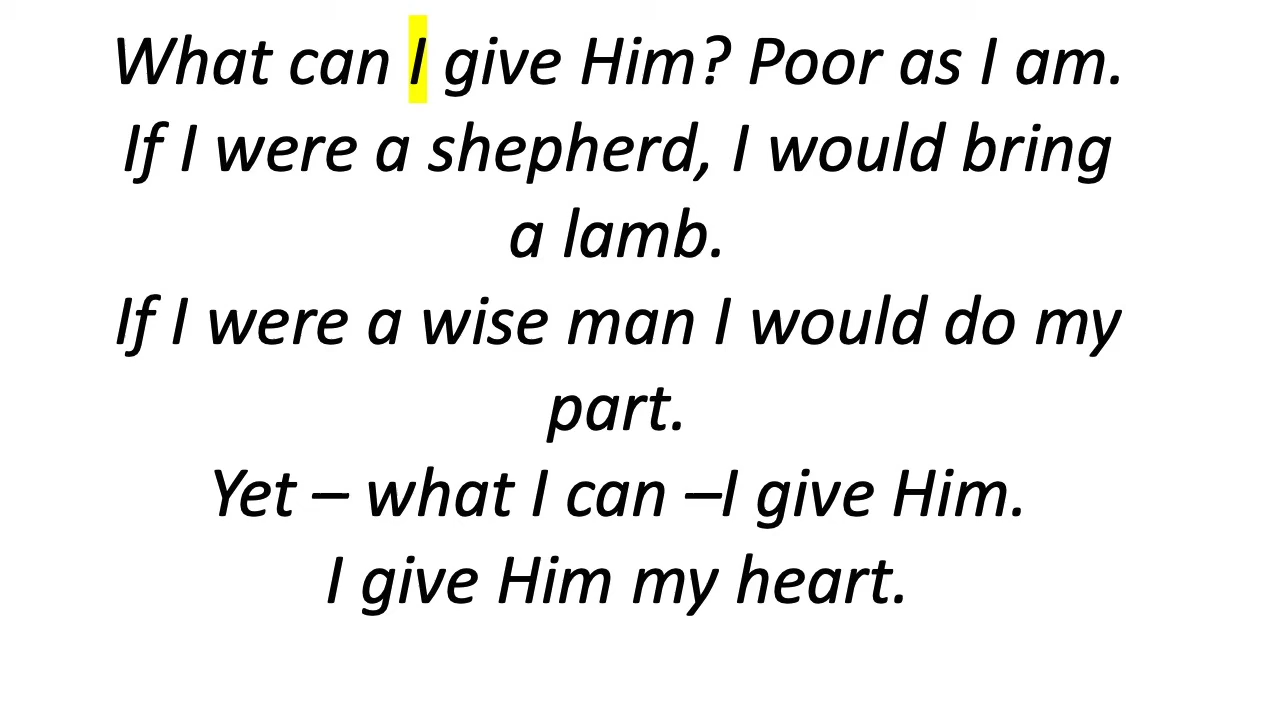 What can I give Him? Poor as I am.
If I were a shepherd, I would bring
a lamb.
If I were a wise man I would do my
part.
Yet – what I can –I give Him.
I give Him my heart.